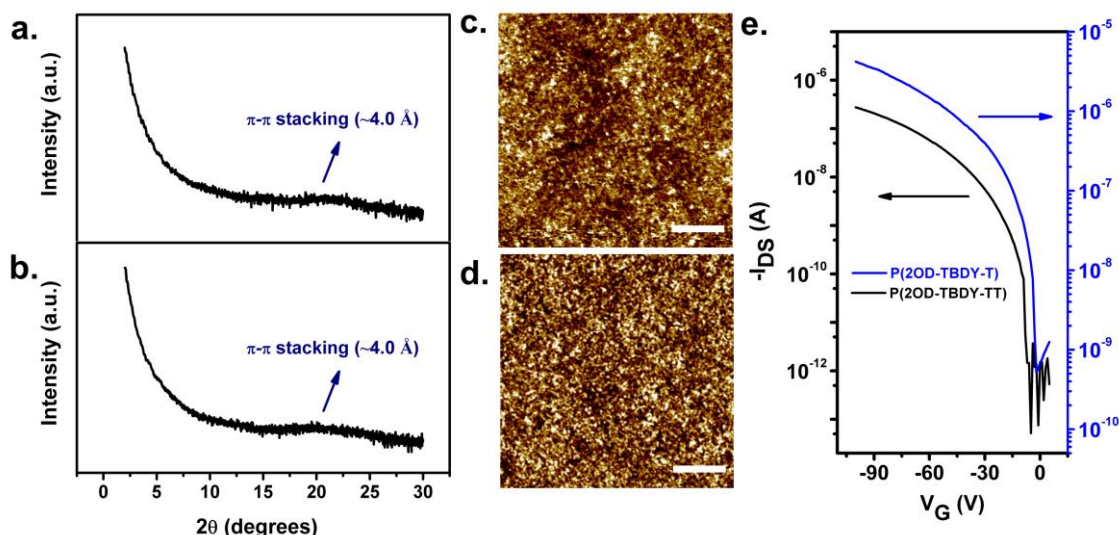 a.
Intensity (a.u.)
π-π stacking (~4.0 Å)
b.
Intensity (a.u.)
π-π stacking (~4.0 Å)
0 5 10 15 20 25 30
2θ (degrees)
c.
d.
e.
-I_DS (A)
10^-6
10^-8
10^-10
10^-12
10^-5
10^-6
10^-7
10^-8
10^-9
10^-10
P(2OD-TBDY-T)
P(2OD-TBDY-TT)
-90 -60 -30 0
V_G (V)